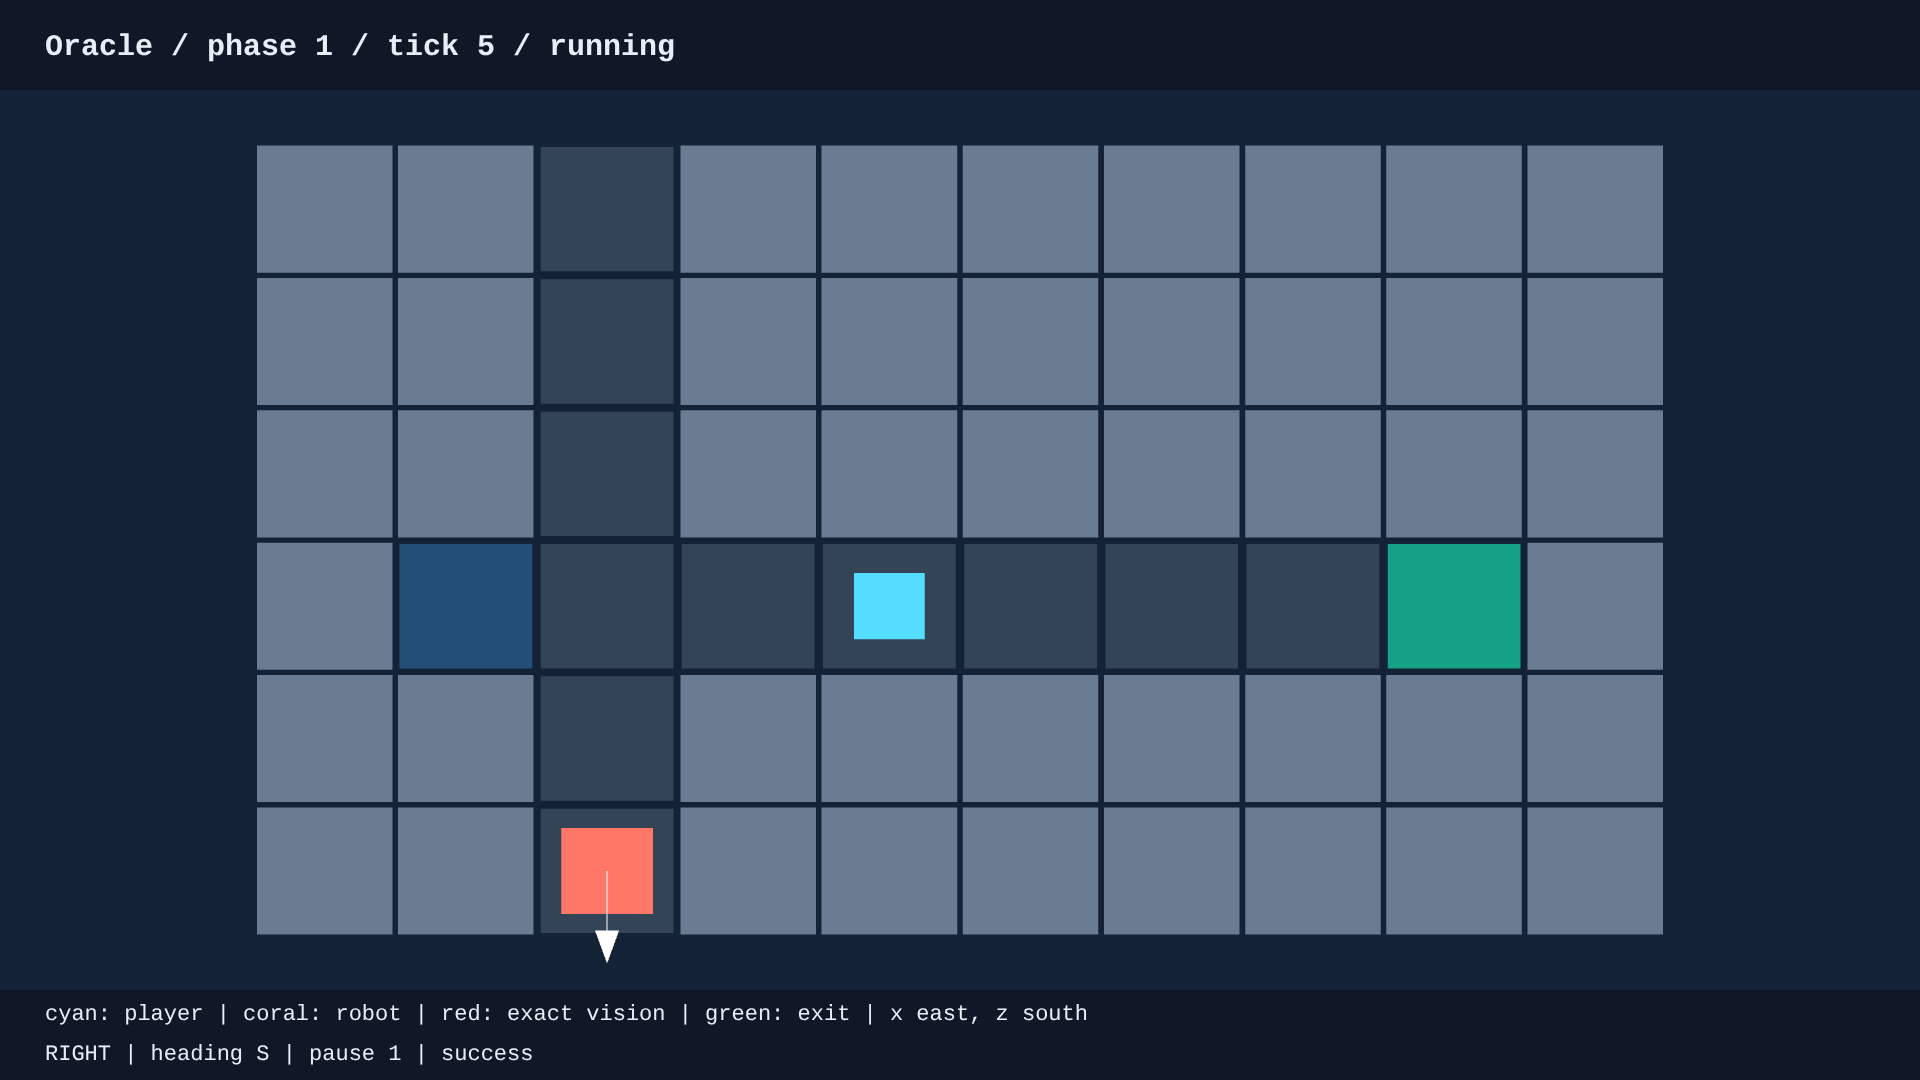 Oracle / phase 1 / tick 5 / running
cyan: player | coral: robot | red: exact vision | green: exit | x east, z south
RIGHT | heading S | pause 1 | success